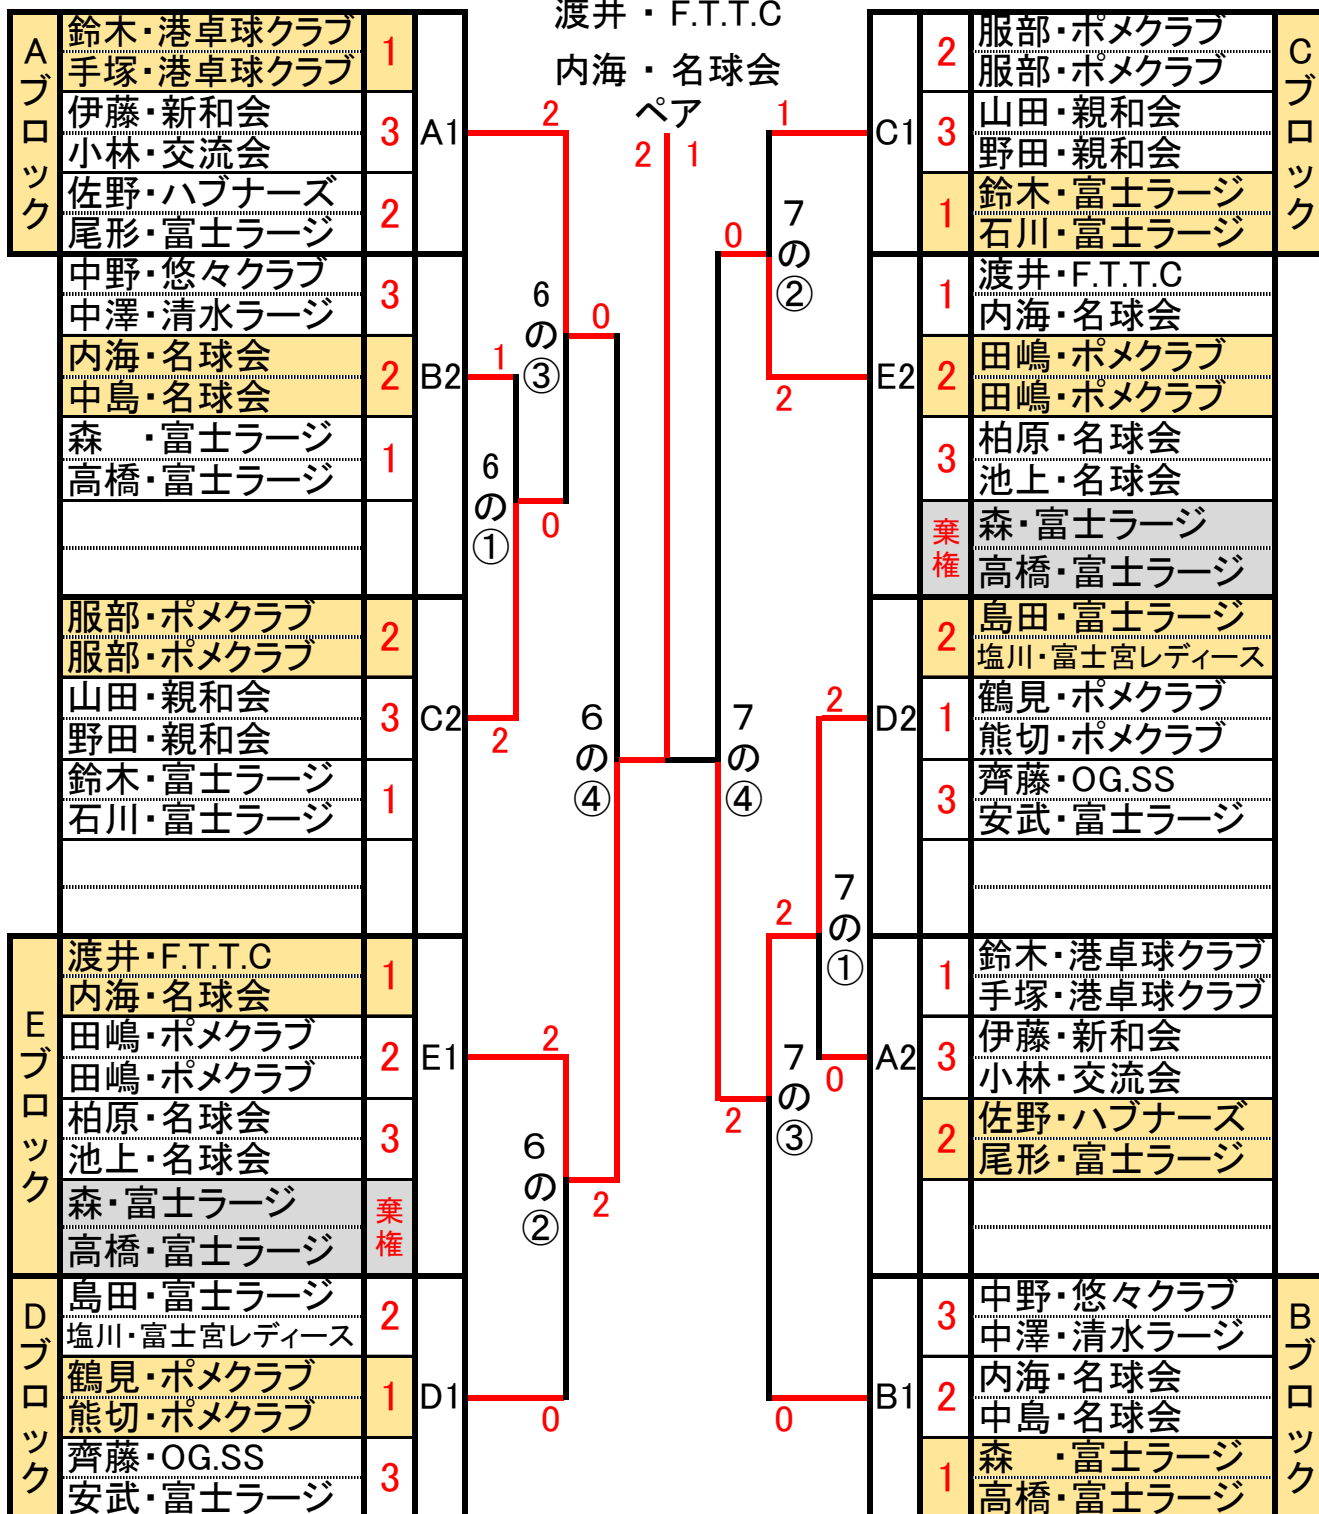 渡井・F.T.T.C
内海・名球会
ペア
2 1
Aブロック
鈴木・港卓球クラブ
手塚・港卓球クラブ
1
伊藤・新和会
小林・交流会
3
佐野・ハブナーズ
尾形・富士ラージ
2
A1
2
中野・悠々クラブ
中澤・清水ラージ
3
内海・名球会
中島・名球会
2
森　・富士ラージ
高橋・富士ラージ
1
B2
1
6の③
0
6の①
0
服部・ポメクラブ
服部・ポメクラブ
2
山田・親和会
野田・親和会
3
鈴木・富士ラージ
石川・富士ラージ
1
C2
2
6の④
Eブロック
渡井・F.T.T.C
内海・名球会
1
田嶋・ポメクラブ
田嶋・ポメクラブ
2
柏原・名球会
池上・名球会
3
森・富士ラージ
高橋・富士ラージ
棄権
E1
2
6の②
2
Dブロック
島田・富士ラージ
塩川・富士宮レディース
2
鶴見・ポメクラブ
熊切・ポメクラブ
1
齊藤・OG.SS
安武・富士ラージ
3
D1
0
Cブロック
服部・ポメクラブ
服部・ポメクラブ
2
山田・親和会
野田・親和会
3
鈴木・富士ラージ
石川・富士ラージ
1
C1
1
7の②
0
渡井・F.T.T.C
内海・名球会
1
田嶋・ポメクラブ
田嶋・ポメクラブ
2
柏原・名球会
池上・名球会
3
森・富士ラージ
高橋・富士ラージ
棄権
E2
2
島田・富士ラージ
塩川・富士宮レディース
2
鶴見・ポメクラブ
熊切・ポメクラブ
1
齊藤・OG.SS
安武・富士ラージ
3
D2
2
7の④
7の①
2
鈴木・港卓球クラブ
手塚・港卓球クラブ
1
伊藤・新和会
小林・交流会
3
佐野・ハブナーズ
尾形・富士ラージ
2
A2
0
7の③
2
Bブロック
中野・悠々クラブ
中澤・清水ラージ
3
内海・名球会
中島・名球会
2
森　・富士ラージ
高橋・富士ラージ
1
B1
0